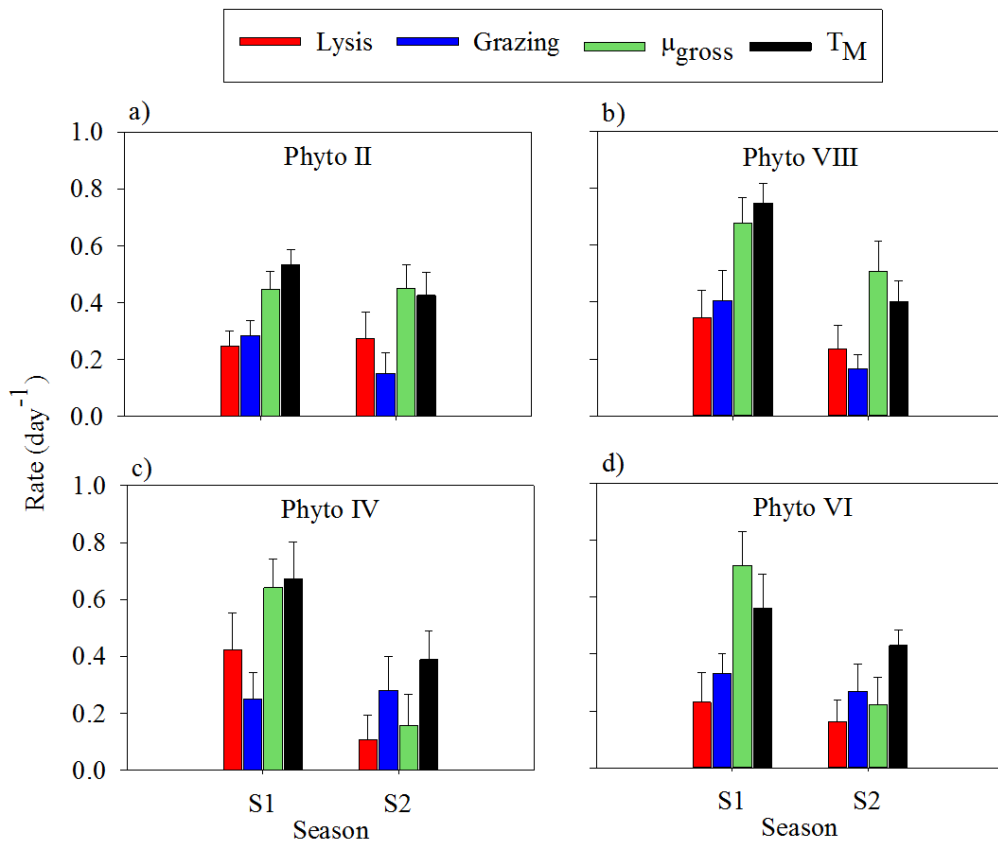 Lysis Grazing μgross TM
a) b)
Phyto II Phyto VIII
1.0
0.8
0.6
0.4
0.2
0.0
c) d)
Phyto IV Phyto VI
1.0
0.8
0.6
0.4
0.2
0.0
Rate (day-1)
S1 S2 S1 S2
Season Season